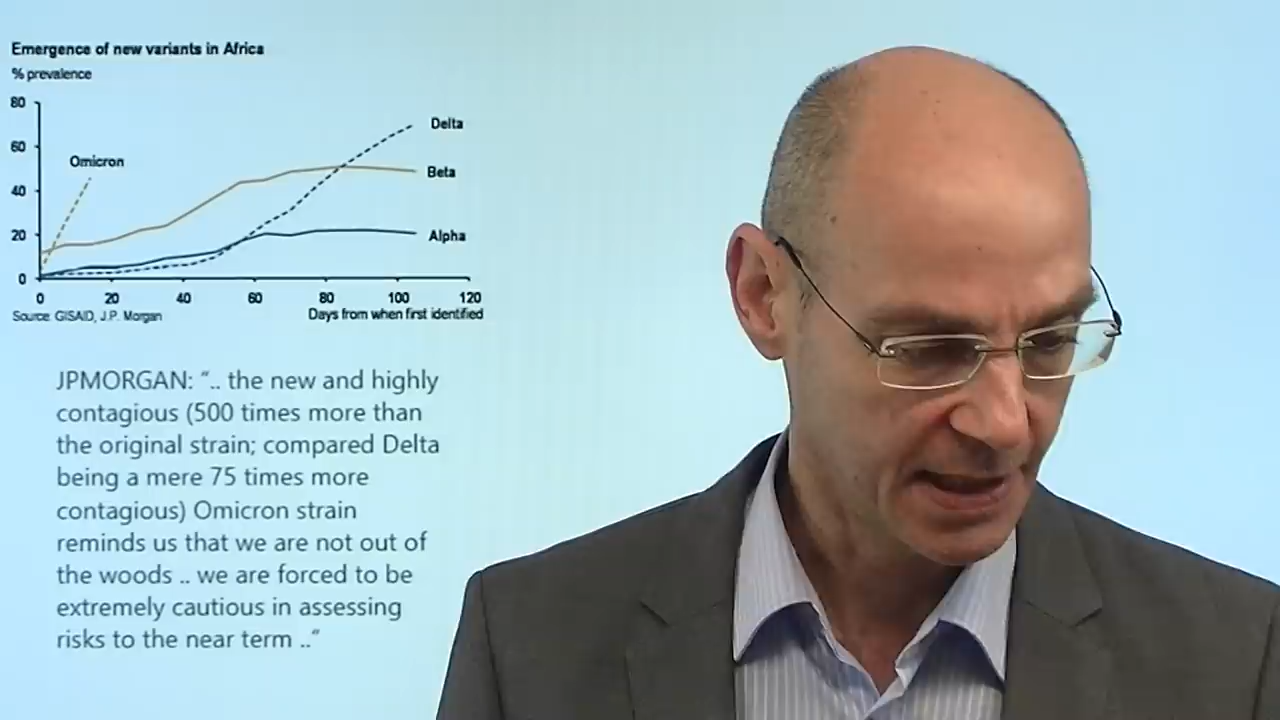 Emergence of new variants in Africa
% prevalence
80
60
40
20
0
Omicron
Delta
Beta
Alpha
0 20 40 60 80 100 120
Source: GISAID, J.P. Morgan
Days from when first identified
JPMORGAN: “.. the new and highly
contagious (500 times more than
the original strain; compared Delta
being a mere 75 times more
contagious) Omicron strain
reminds us that we are not out of
the woods .. we are forced to be
extremely cautious in assessing
risks to the near term ..“